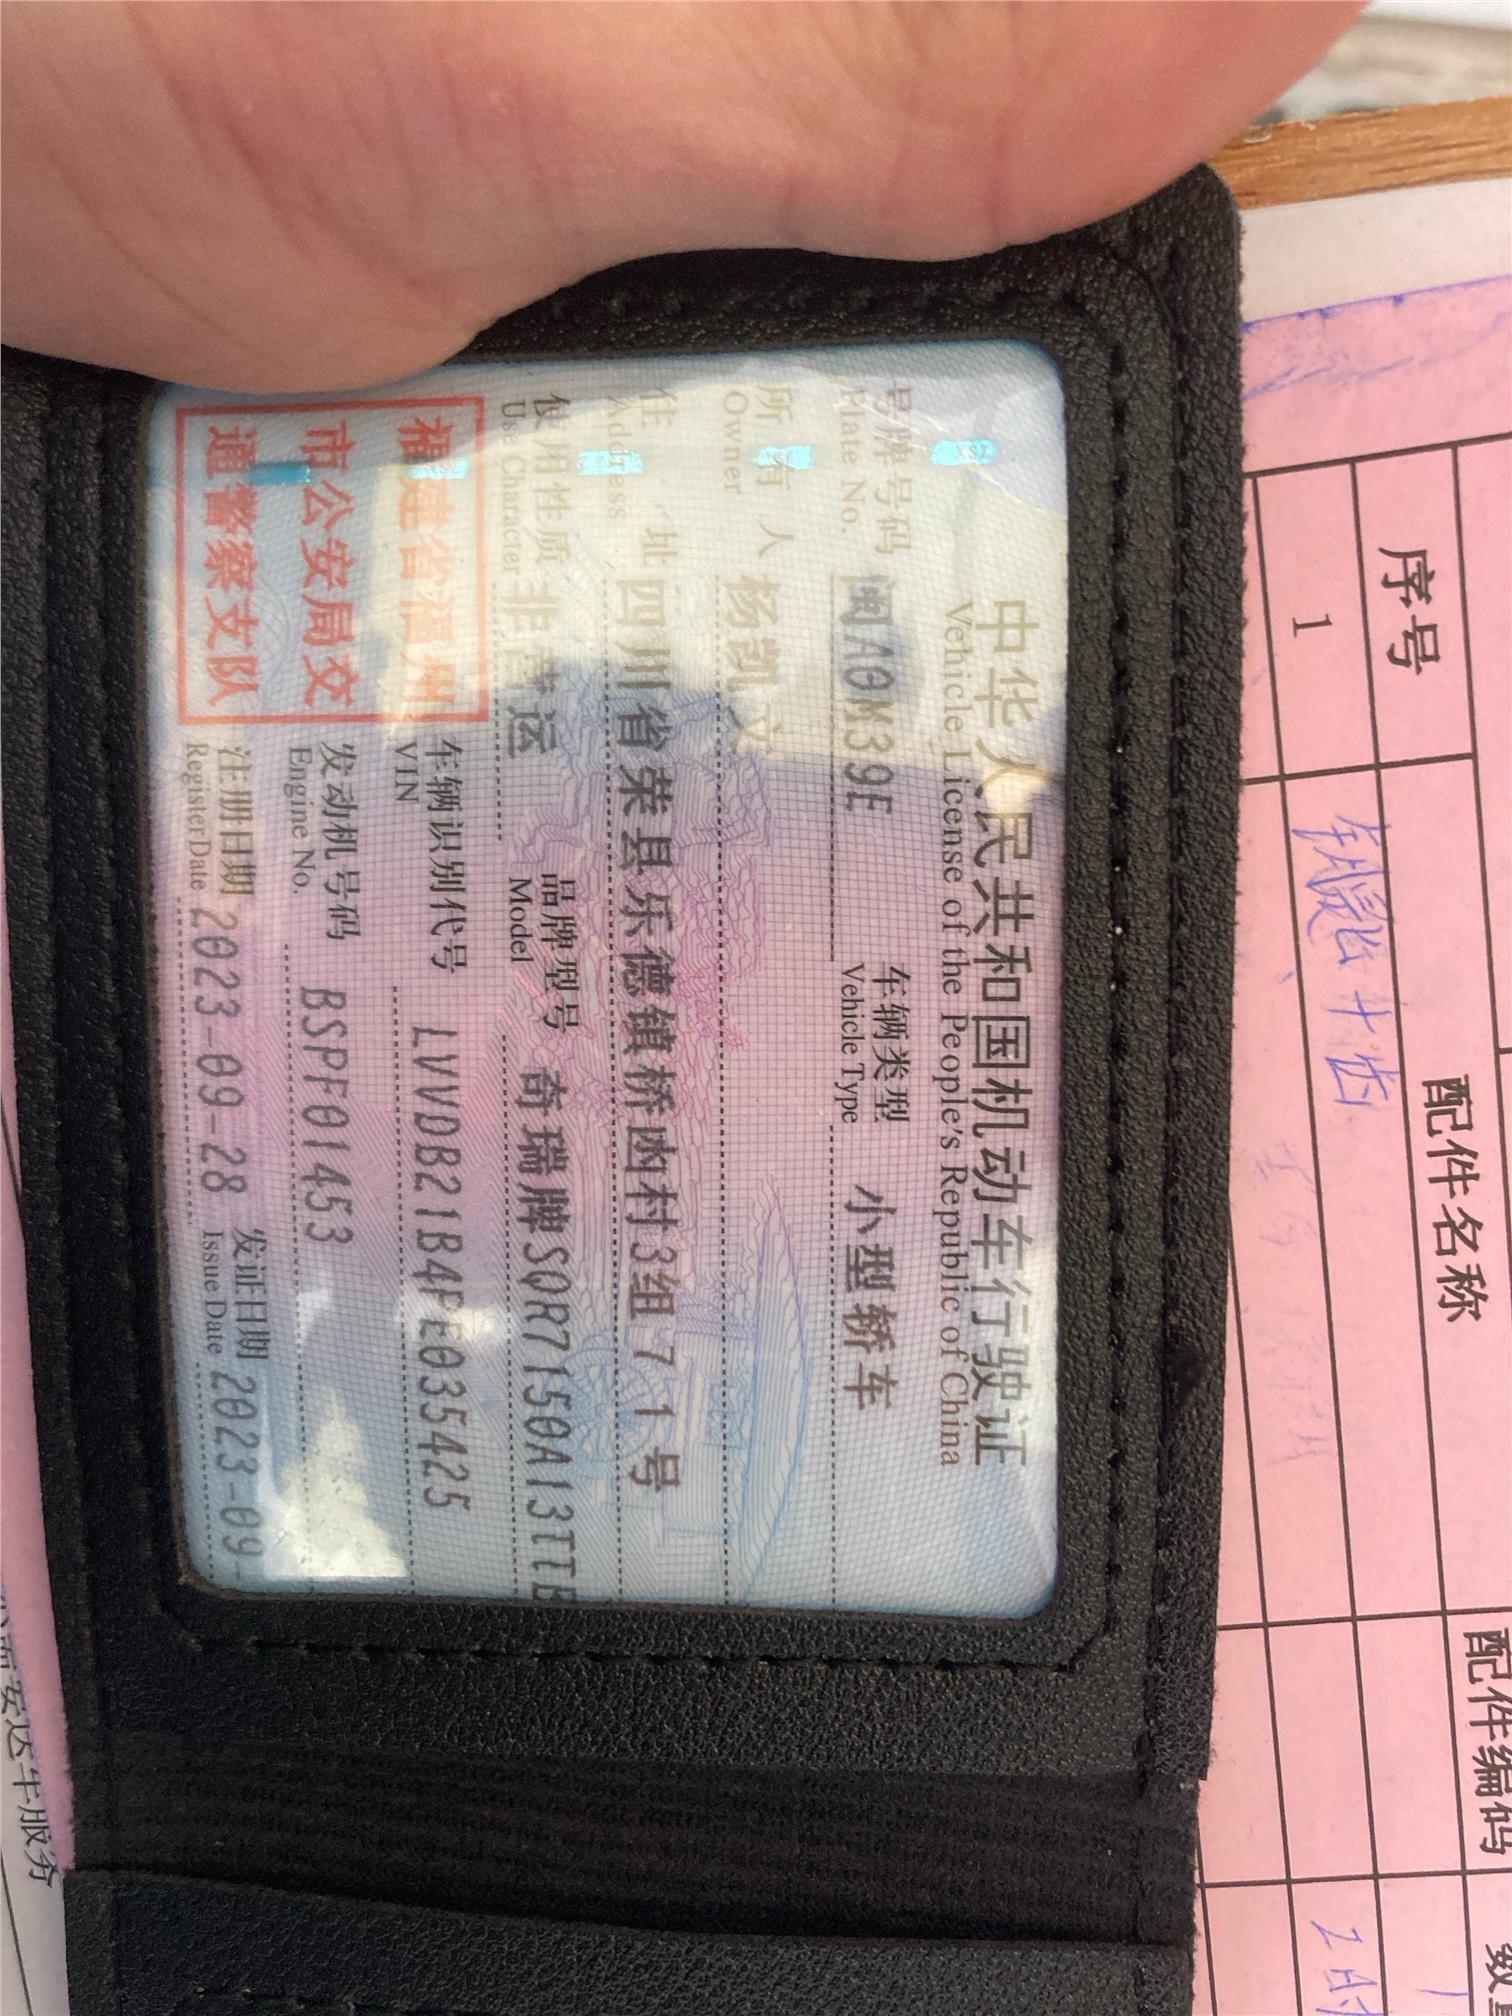 中华人民共和国机动车行驶证
Vehicle License of the People's Republic of China
号牌号码 闽A0M39E 车辆类型 小型轿车
Plate No. Vehicle Type
所有人 杨凯文
Owner
住址 四川省荣县乐德镇桥凼村3组71号
Address
使用性质 非营运 品牌型号 奇瑞牌SQR7150A13TTB
Use Character Model
福建省福州
市公安局交
通警察支队
车辆识别代号 LVVDB21B4PE035425
VIN
发动机号码 BSPF01453
Engine No.
注册日期 2023-09-28 发证日期 2023-09-
Register Date Issue Date
序号 配件名称 配件编码
1